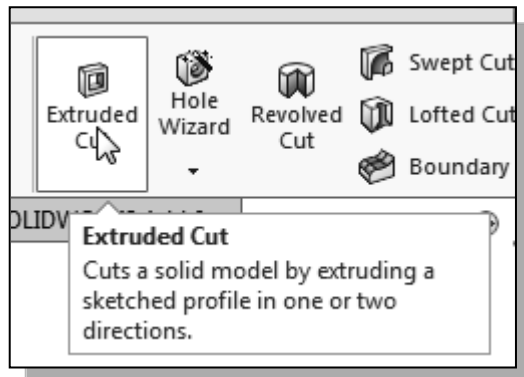 Extruded
Cut
Hole
Wizard
Revolved
Cut
Swept Cut
Lofted Cut
Boundary
Extruded Cut
Cuts a solid model by extruding a
sketched profile in one or two
directions.